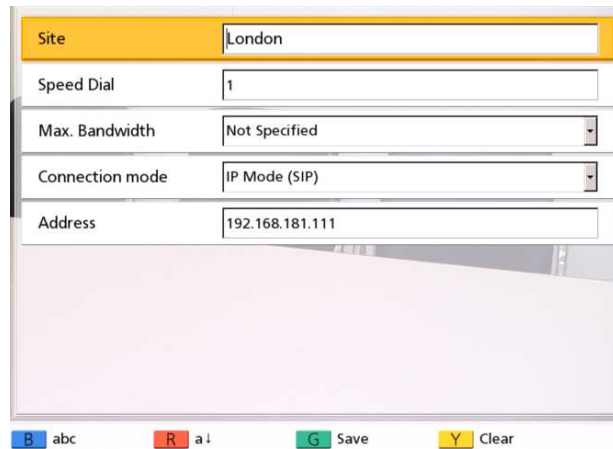 Site London
Speed Dial 1
Max. Bandwidth Not Specified
Connection mode IP Mode (SIP)
Address 192.168.181.111
B abc R a↓ G Save Y Clear